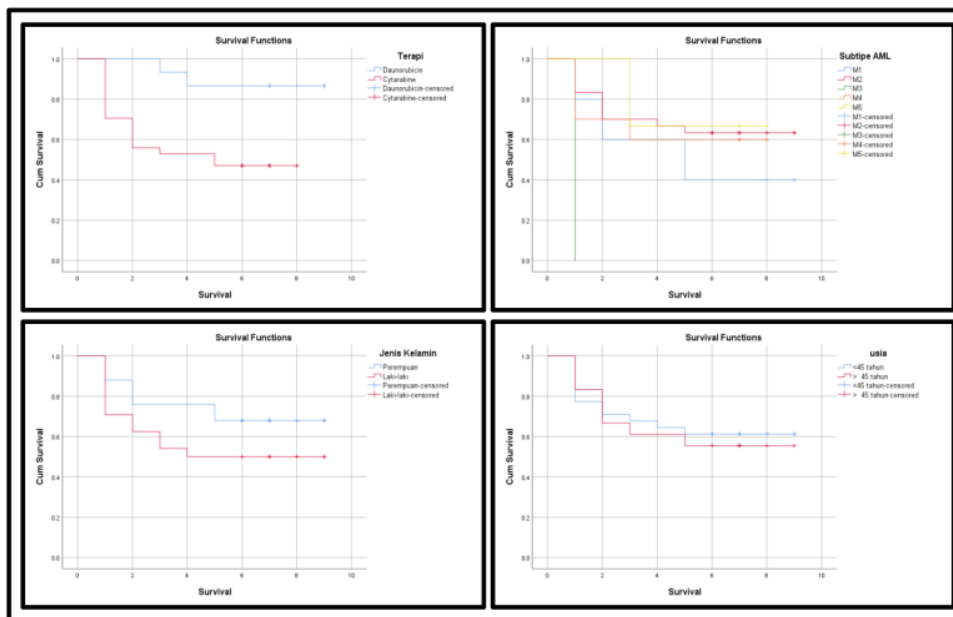 Survival Functions
Terapi
Daunorubicin
Cytarabine
Daunorubicin-censored
Cytarabine-censored
1.0
0.8
0.6
0.4
0.2
0.0
Cum Survival
0 2 4 6 8 10
Survival
Survival Functions
Subtipe AML
M1
M2
M3
M4
M5
M1-censored
M2-censored
M3-censored
M4-censored
M5-censored
1.0
0.8
0.6
0.4
0.2
0.0
Cum Survival
0 2 4 6 8 10
Survival
Survival Functions
Jenis Kelamin
Perempuan
Laki-laki
Perempuan-censored
Laki-laki-censored
1.0
0.8
0.6
0.4
0.2
0.0
Cum Survival
0 2 4 6 8 10
Survival
Survival Functions
usia
<45 tahun
> 45 tahun
<45 tahun-censored
> 45 tahun-censored
1.0
0.8
0.6
0.4
0.2
0.0
Cum Survival
0 2 4 6 8 10
Survival